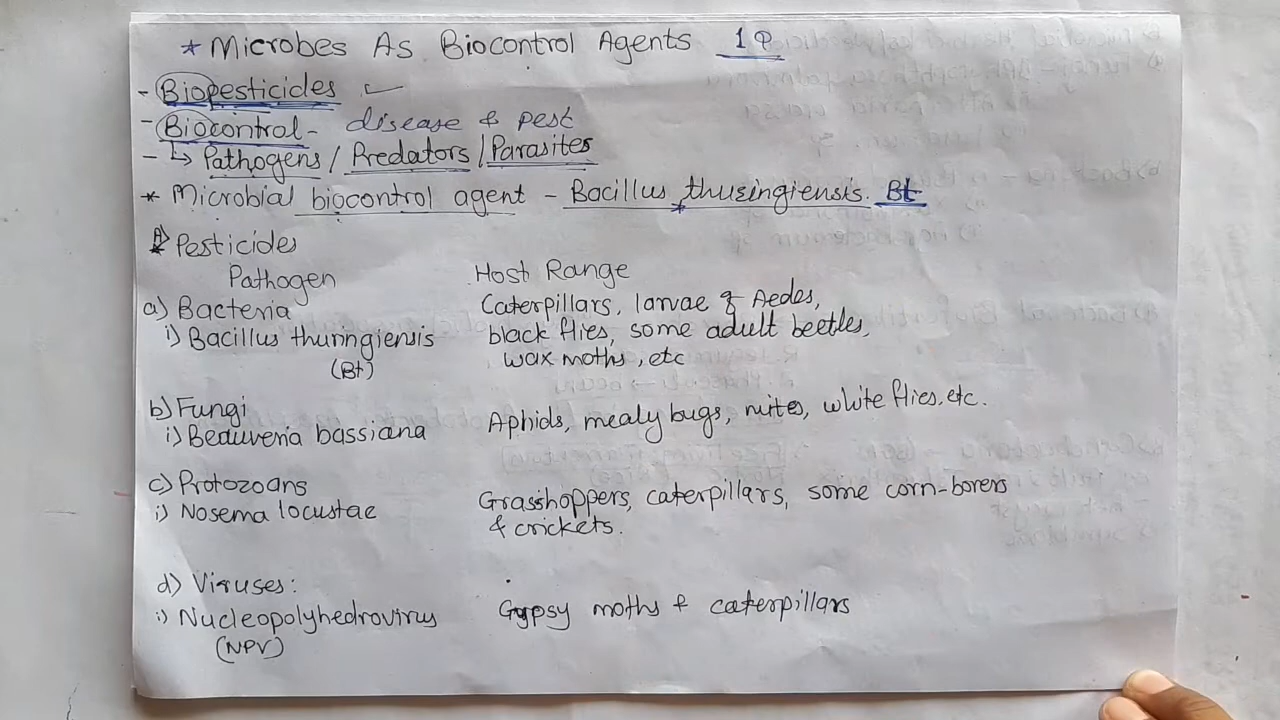 * Microbes As Biocontrol Agents 1Q
- Biopesticides
- Biocontrol - disease & pest
- ↳ Pathogens / Predators / Parasites
* Microbial biocontrol agent - Bacillus thuringiensis. Bt
A) Pesticides
Pathogen Host Range
a) Bacteria Caterpillars, larvae of Aedes,
i) Bacillus thuringiensis black flies, some adult beetles,
(Bt) wax moths, etc
b) Fungi
i) Beauveria bassiana Aphids, mealy bugs, mites, white flies, etc.
c) Protozoans
i) Nosema locustae Grasshoppers, caterpillars, some corn-borers
& crickets.
d) Viruses:
i) Nucleopolyhedrovirus Gypsy moths & caterpillars
(NPV)